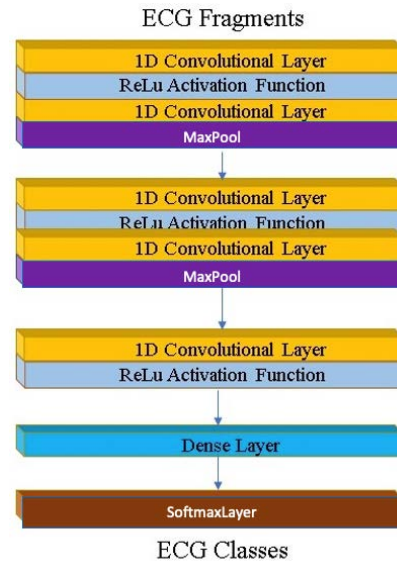 ECG Fragments
1D Convolutional Layer
ReLu Activation Function
1D Convolutional Layer
MaxPool
1D Convolutional Layer
ReLu Activation Function
1D Convolutional Layer
MaxPool
1D Convolutional Layer
ReLu Activation Function
Dense Layer
SoftmaxLayer
ECG Classes